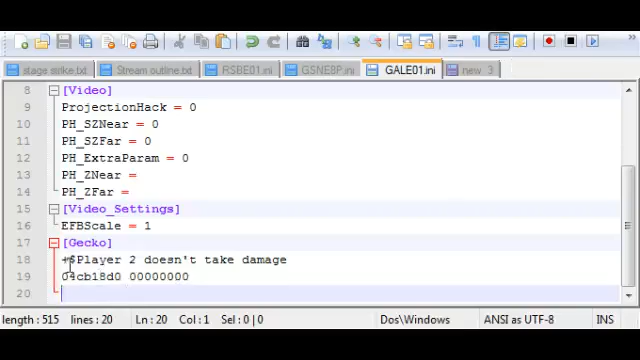 stage strike.txt Stream outline.txt RSBE01.ini GSNE8P.ini GALE01.ini new 3
8 [Video]
9 ProjectionHack = 0
10 PH_SZNear = 0
11 PH_SZFar = 0
12 PH_ExtraParam = 0
13 PH_ZNear =
14 PH_ZFar =
15 [Video_Settings]
16 EFBScale = 1
17 [Gecko]
18 +$Player 2 doesn't take damage
19 04cb18d0 00000000
20
length : 515 lines : 20 Ln : 20 Col : 1 Sel : 0 | 0 Dos\Windows ANSI as UTF-8 INS